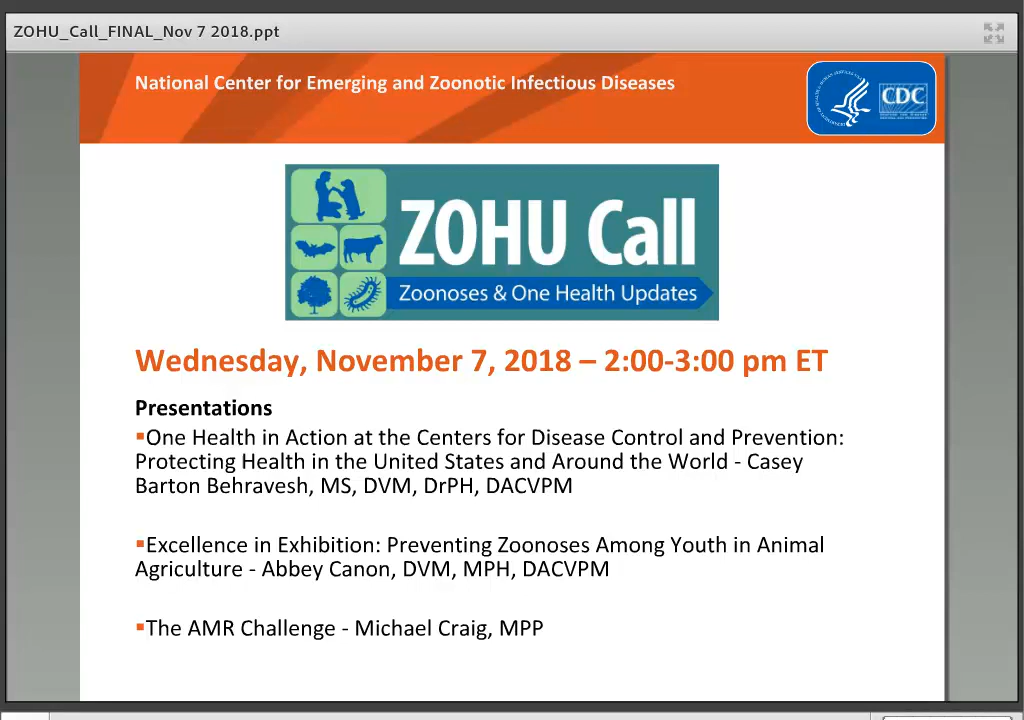 ZOHU_Call_FINAL_Nov 7 2018.ppt
National Center for Emerging and Zoonotic Infectious Diseases
CDC
ZOHU Call
Zoonoses & One Health Updates
Wednesday, November 7, 2018 – 2:00-3:00 pm ET
Presentations
▪One Health in Action at the Centers for Disease Control and Prevention:
Protecting Health in the United States and Around the World - Casey
Barton Behravesh, MS, DVM, DrPH, DACVPM
▪Excellence in Exhibition: Preventing Zoonoses Among Youth in Animal
Agriculture - Abbey Canon, DVM, MPH, DACVPM
▪The AMR Challenge - Michael Craig, MPP